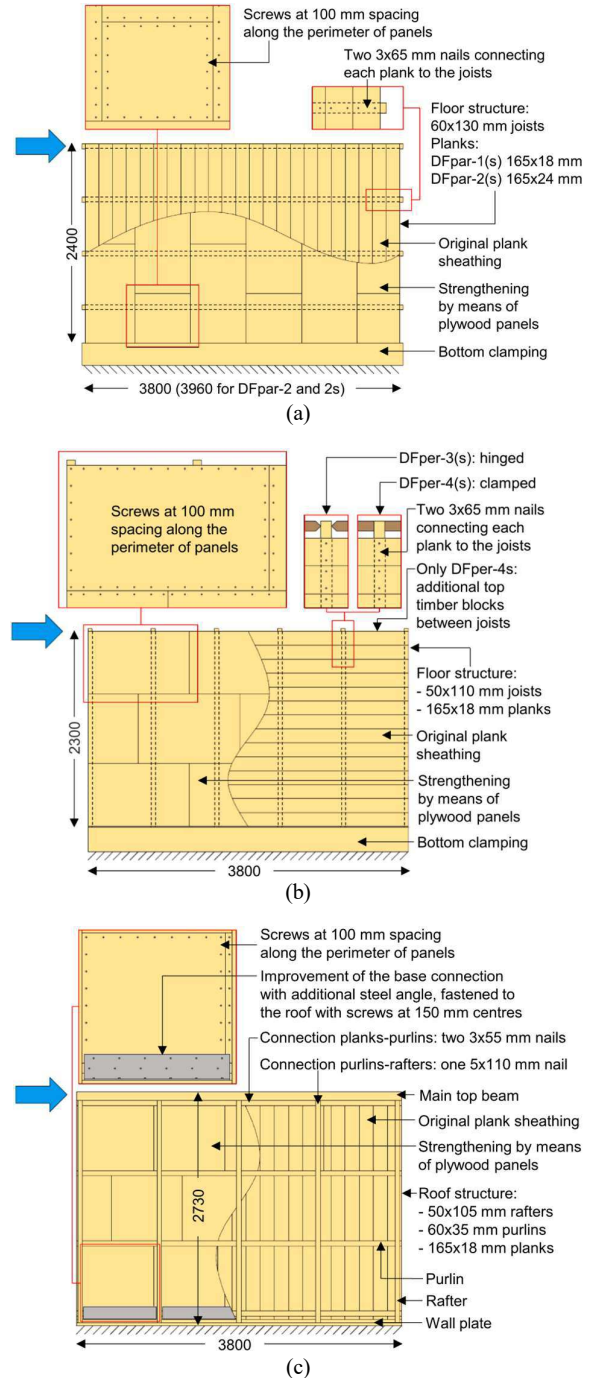 Screws at 100 mm spacing
along the perimeter of panels
Two 3x65 mm nails connecting
each plank to the joists
Floor structure:
60x130 mm joists
Planks:
DFpar-1(s) 165x18 mm
DFpar-2(s) 165x24 mm
2400
Original plank
sheathing
Strengthening
by means of
plywood panels
Bottom clamping
3800 (3960 for DFpar-2 and 2s)
(a)
Screws at 100 mm
spacing along the
perimeter of panels
DFper-3(s): hinged
DFper-4(s): clamped
Two 3x65 mm nails
connecting each
plank to the joists
Only DFper-4s:
additional top
timber blocks
between joists
2300
Floor structure:
- 50x110 mm joists
- 165x18 mm planks
Original plank
sheathing
Strengthening
by means of
plywood panels
Bottom clamping
3800
(b)
Screws at 100 mm spacing
along the perimeter of panels
Improvement of the base connection
with additional steel angle, fastened to
the roof with screws at 150 mm centres
Connection planks-purlins: two 3x55 mm nails
Connection purlins-rafters: one 5x110 mm nail
Main top beam
Original plank sheathing
Strengthening by means
of plywood panels
2730
Roof structure:
- 50x105 mm rafters
- 60x35 mm purlins
- 165x18 mm planks
Purlin
Rafter
Wall plate
3800
(c)